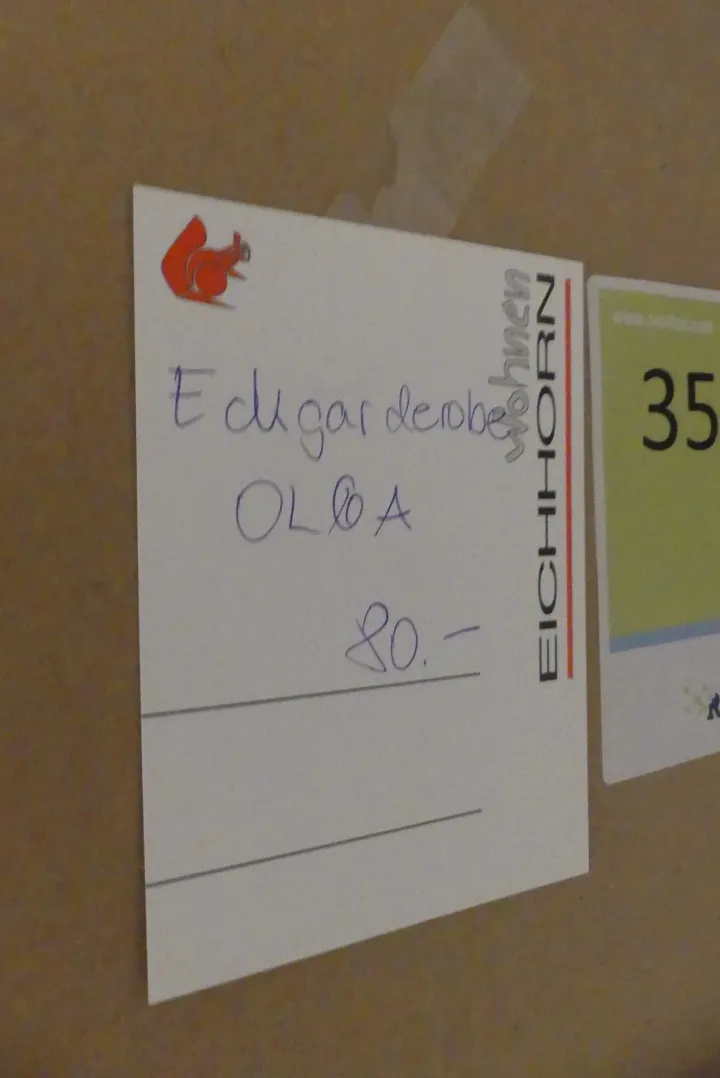 Eckgarderobe
OLGA
80.-
wohnen
EICHHORN
35